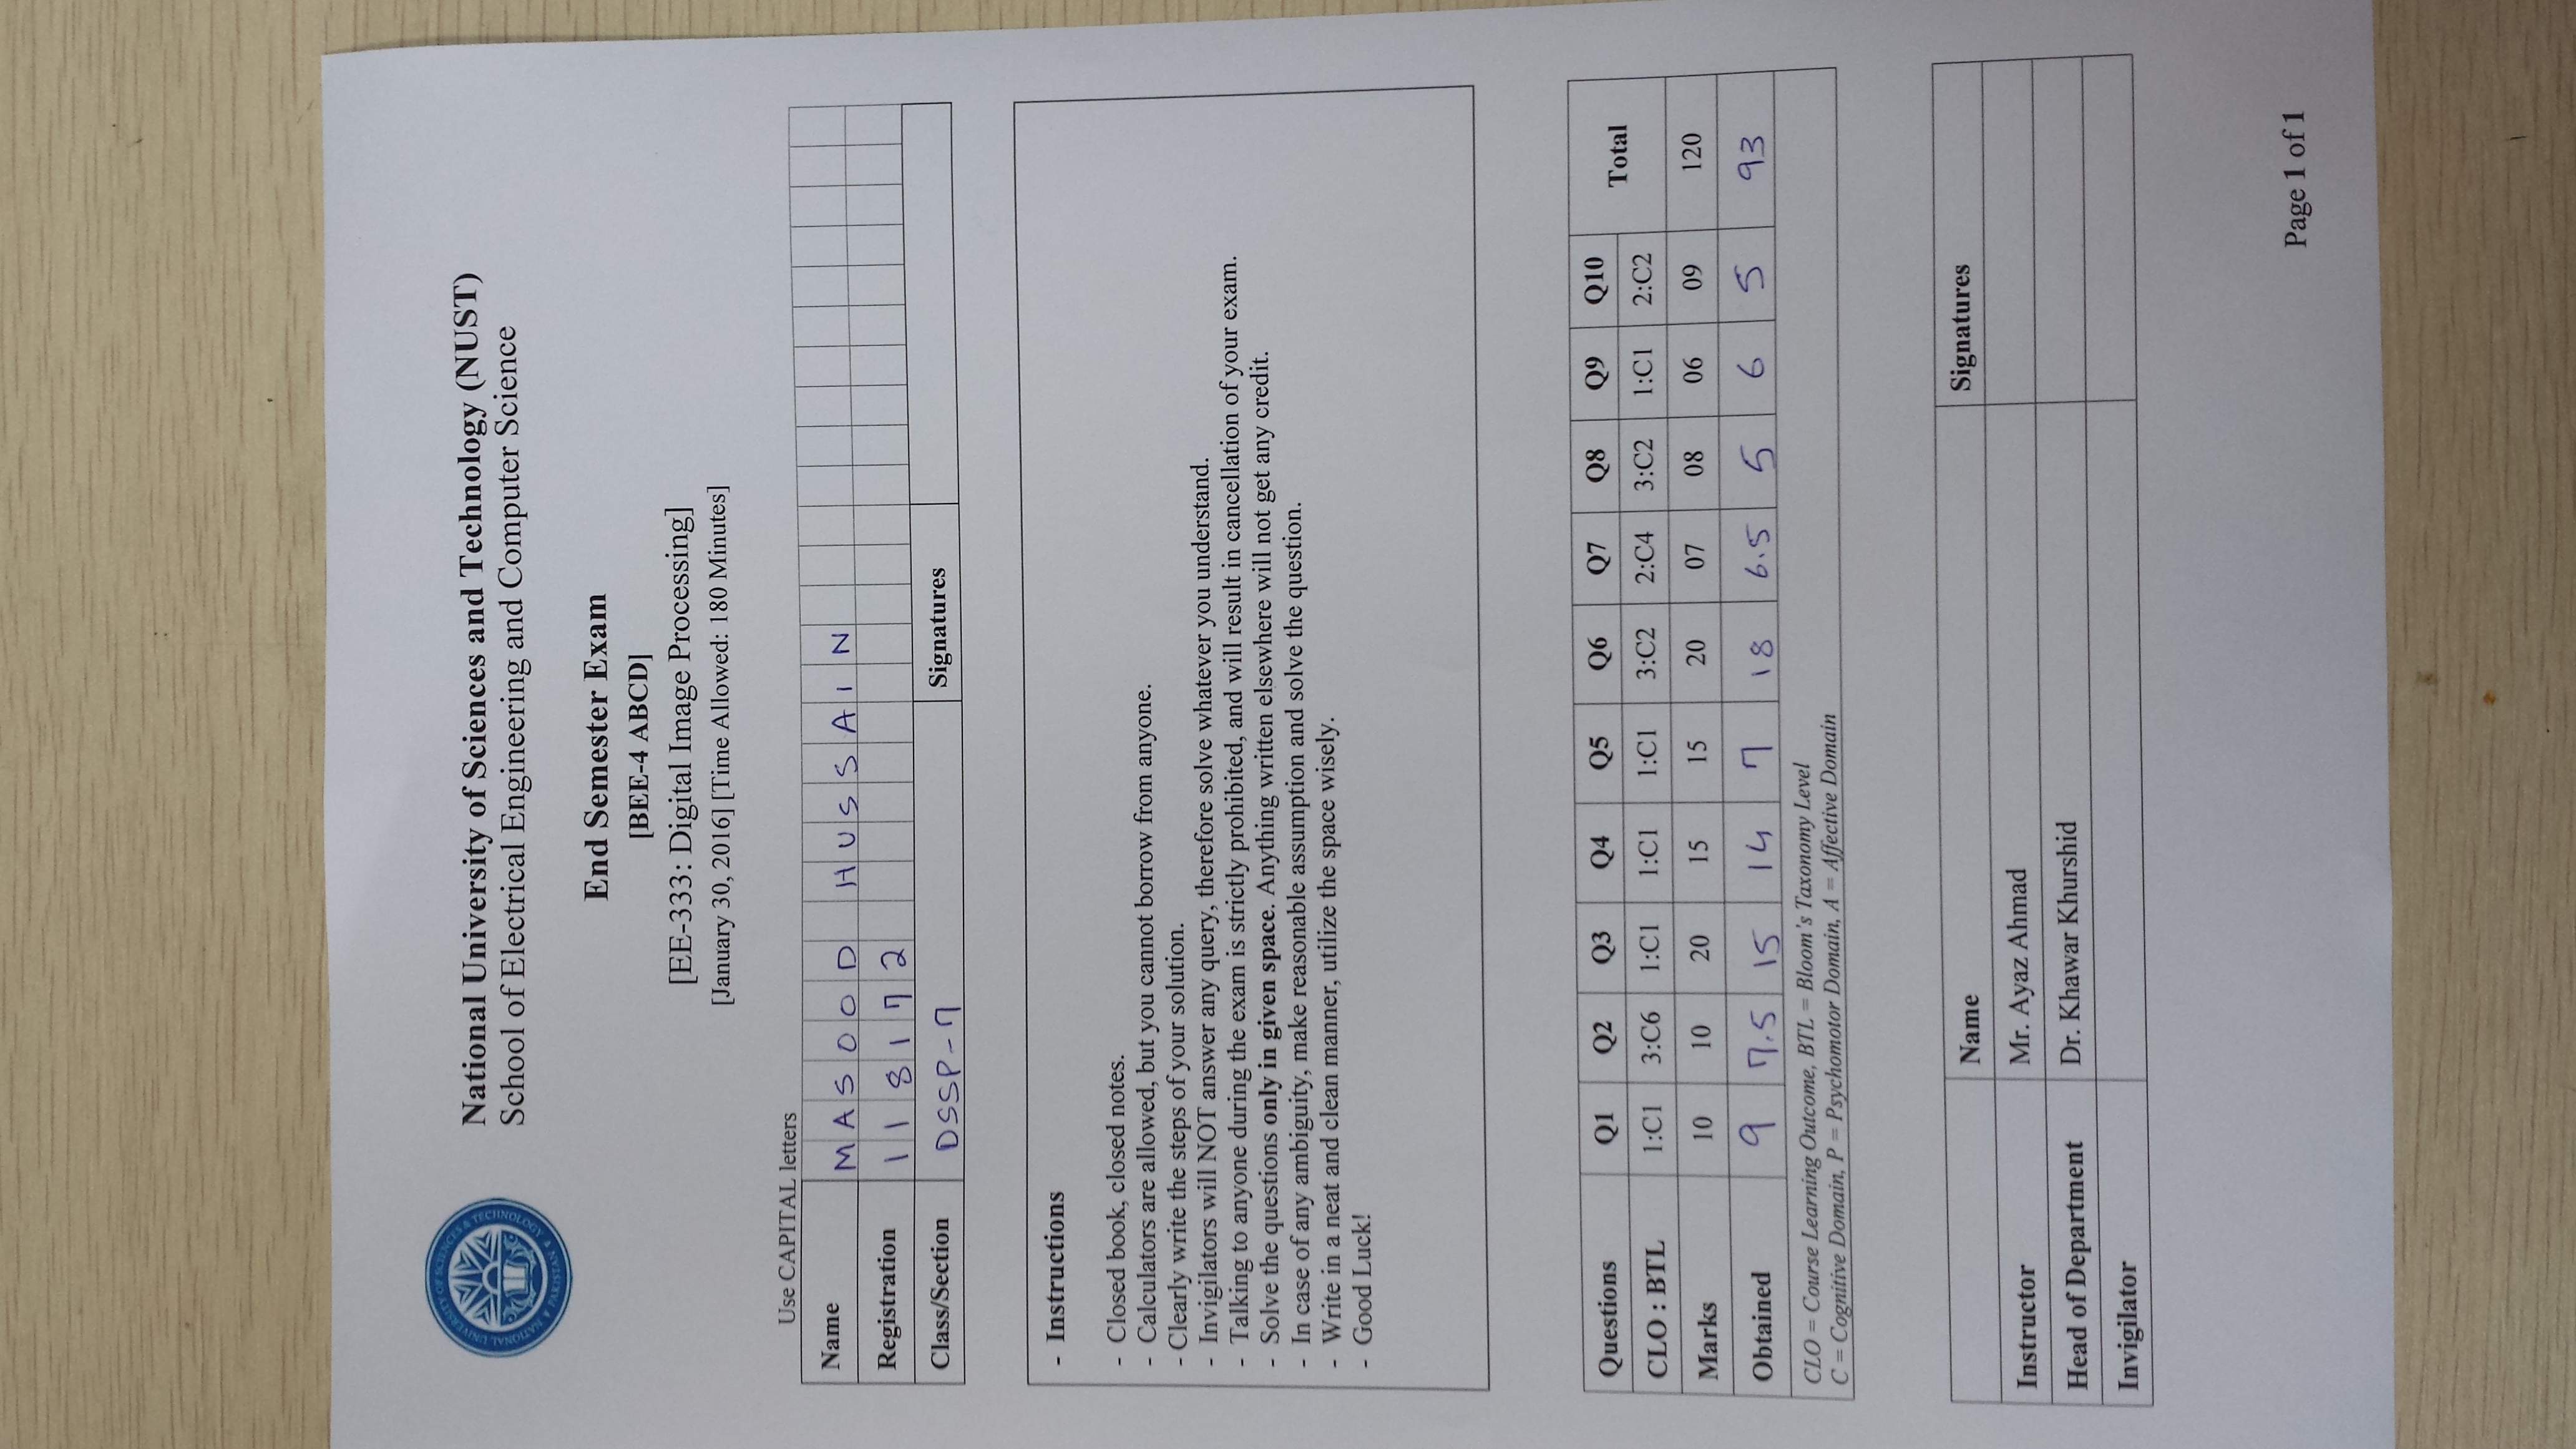 NATIONAL UNIVERSITY OF SCIENCES & TECHNOLOGY
PAKISTAN
National University of Sciences and Technology (NUST)
School of Electrical Engineering and Computer Science
End Semester Exam
[BEE-4 ABCD]
[EE-333: Digital Image Processing]
[January 30, 2016] [Time Allowed: 180 Minutes]
Use CAPITAL letters
Name MASOOD HUSSAIN
Registration 118172
Class/Section DSSP-7 Signatures
- Instructions
- Closed book, closed notes.
- Calculators are allowed, but you cannot borrow from anyone.
- Clearly write the steps of your solution.
- Invigilators will NOT answer any query, therefore solve whatever you understand.
- Talking to anyone during the exam is strictly prohibited, and will result in cancellation of your exam.
- Solve the questions only in given space. Anything written elsewhere will not get any credit.
- In case of any ambiguity, make reasonable assumption and solve the question.
- Write in a neat and clean manner, utilize the space wisely.
- Good Luck!
Questions Q1 Q2 Q3 Q4 Q5 Q6 Q7 Q8 Q9 Q10 Total
CLO : BTL 1:C1 3:C6 1:C1 1:C1 1:C1 3:C2 2:C4 3:C2 1:C1 2:C2
Marks 10 10 20 15 15 20 07 08 06 09 120
Obtained 9 7.5 15 14 7 18 6.5 5 6 5 93
CLO = Course Learning Outcome, BTL = Bloom's Taxonomy Level
C = Cognitive Domain, P = Psychomotor Domain, A = Affective Domain
Name Signatures
Instructor Mr. Ayaz Ahmad
Head of Department Dr. Khawar Khurshid
Invigilator
Page 1 of 1